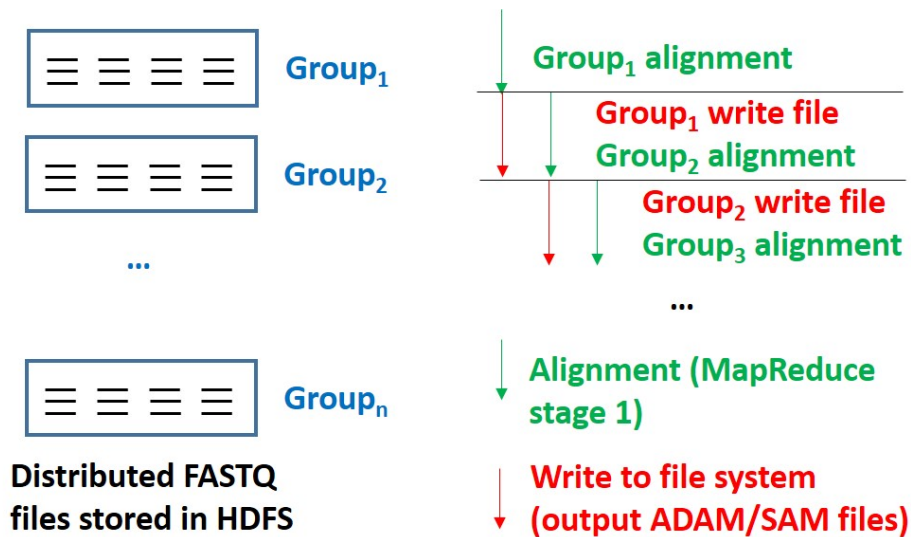 Group₁
Group₂
...
Groupₙ
Distributed FASTQ
files stored in HDFS
Group₁ alignment
Group₁ write file
Group₂ alignment
Group₂ write file
Group₃ alignment
...
Alignment (MapReduce
stage 1)
Write to file system
(output ADAM/SAM files)